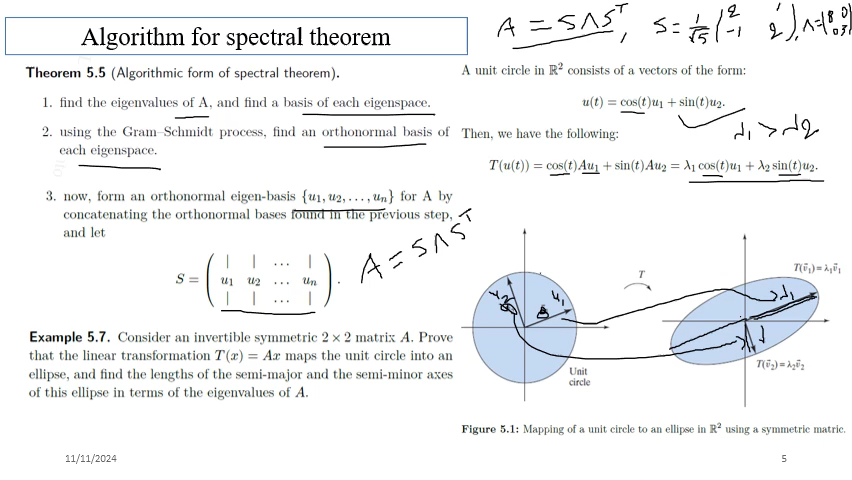 Algorithm for spectral theorem
A = SΛSᵀ, S = 1/√5 (2 1 / -1 2), Λ = (8 0 / 0 3)
Theorem 5.5 (Algorithmic form of spectral theorem).
1. find the eigenvalues of A, and find a basis of each eigenspace.
2. using the Gram–Schmidt process, find an orthonormal basis of
each eigenspace.
3. now, form an orthonormal eigen-basis {u₁, u₂, . . . , uₙ} for A by
concatenating the orthonormal bases found in the previous step,
and let
S = ( | | … | / u₁ u₂ … uₙ / | | … | ).
A = SΛSᵀ
Example 5.7. Consider an invertible symmetric 2 × 2 matrix A. Prove
that the linear transformation T(x) = Ax maps the unit circle into an
ellipse, and find the lengths of the semi-major and the semi-minor axes
of this ellipse in terms of the eigenvalues of A.
A unit circle in ℝ² consists of a vectors of the form:
u(t) = cos(t)u₁ + sin(t)u₂.
λ₁ > λ₂
Then, we have the following:
T(u(t)) = cos(t)Au₁ + sin(t)Au₂ = λ₁ cos(t)u₁ + λ₂ sin(t)u₂.
T
T(v⃗₁) = λ₁v⃗₁
u₂
u₁
λ₁
T(v⃗₂) = λ₂v⃗₂
Unit
circle
Figure 5.1: Mapping of a unit circle to an ellipse in ℝ² using a symmetric matric.
11/11/2024
5